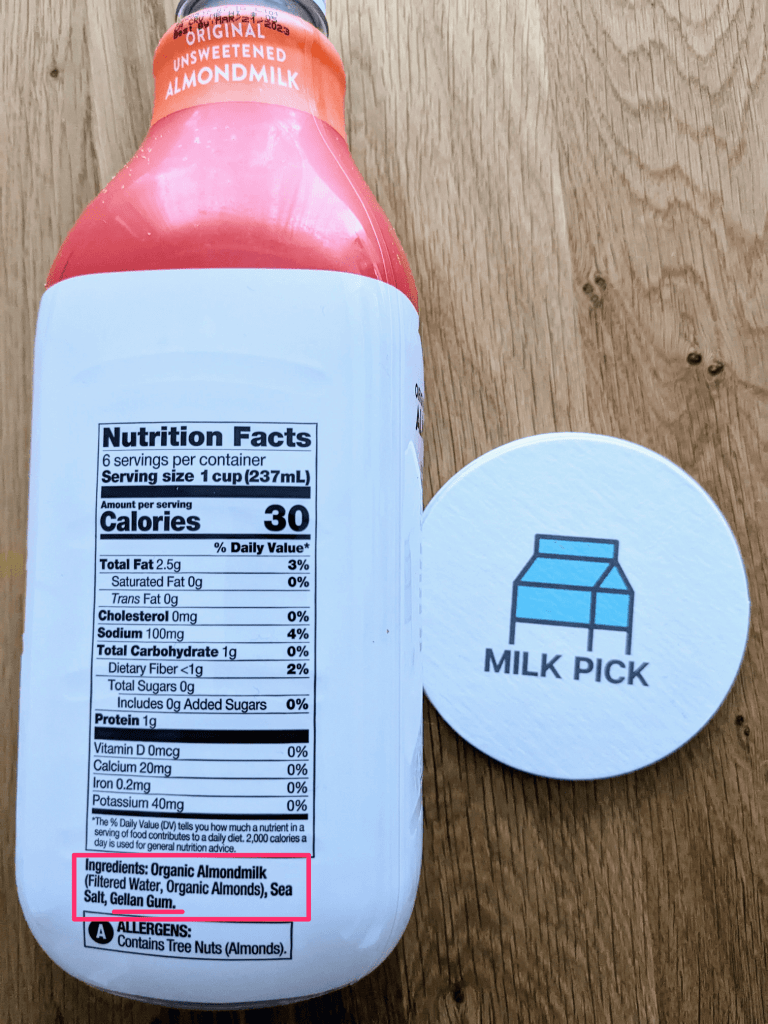 Best By MAR/21/2023
ORIGINAL
UNSWEETENED
ALMONDMILK
Nutrition Facts
6 servings per container
Serving size 1 cup (237mL)
Amount per serving
Calories 30
% Daily Value*
Total Fat 2.5g 3%
Saturated Fat 0g 0%
Trans Fat 0g
Cholesterol 0mg 0%
Sodium 100mg 4%
Total Carbohydrate 1g 0%
Dietary Fiber <1g 2%
Total Sugars 0g
Includes 0g Added Sugars 0%
Protein 1g
Vitamin D 0mcg 0%
Calcium 20mg 0%
Iron 0.2mg 0%
Potassium 40mg 0%
*The % Daily Value (DV) tells you how much a nutrient in a
serving of food contributes to a daily diet. 2,000 calories a
day is used for general nutrition advice.
Ingredients: Organic Almondmilk
(Filtered Water, Organic Almonds), Sea
Salt, Gellan Gum.
A ALLERGENS:
Contains Tree Nuts (Almonds).
MILK PICK